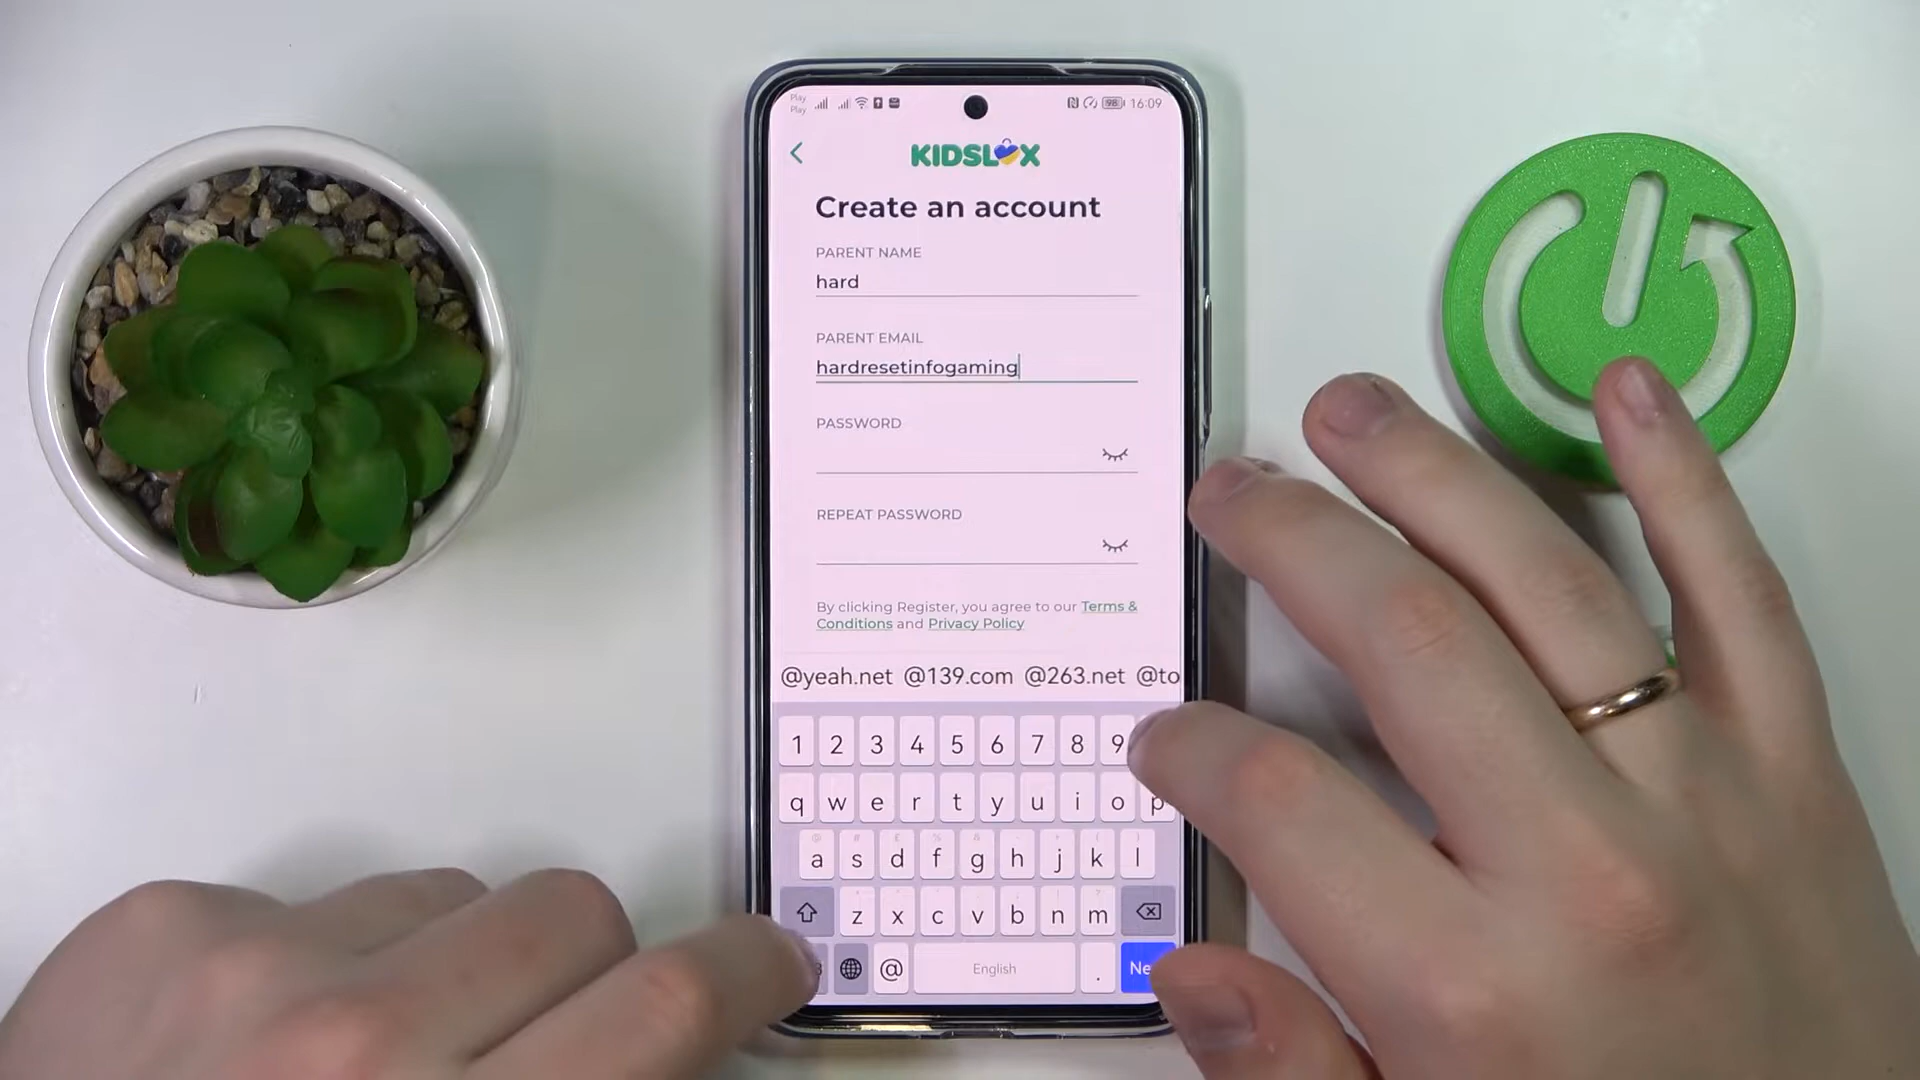 Play
Play
98
16:09
KIDSLOX
Create an account
PARENT NAME
hard
PARENT EMAIL
hardresetinfogaming
PASSWORD
REPEAT PASSWORD
By clicking Register, you agree to our Terms &
Conditions and Privacy Policy
@yeah.net @139.com @263.net @to
1 2 3 4 5 6 7 8 9
q w e r t y u i o p
a s d f g h j k l
z x c v b n m
@ English . Ne